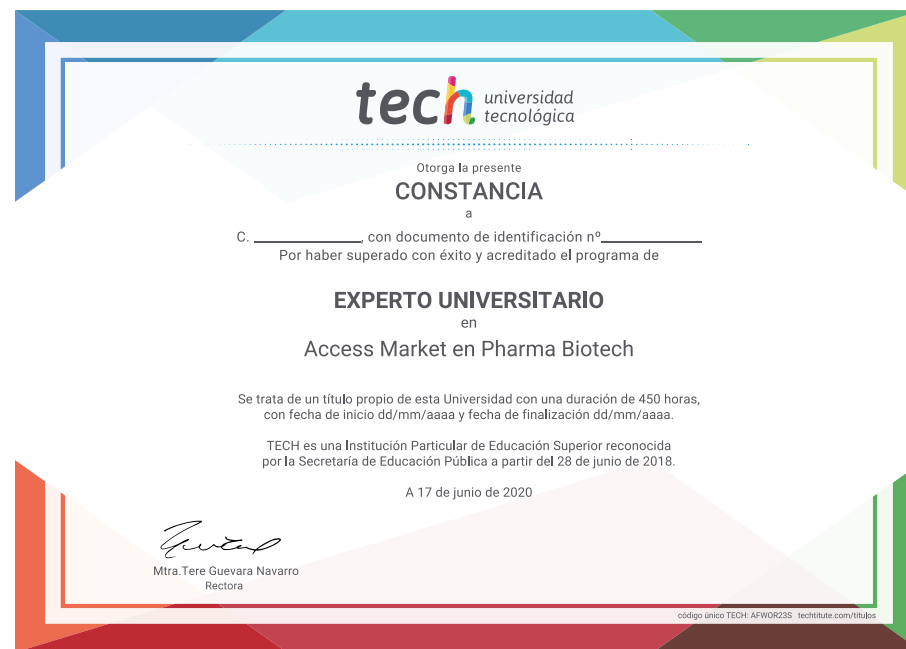 tech universidad
tecnológica
Otorga la presente
CONSTANCIA
a
C. ____________, con documento de identificación nº____________
Por haber superado con éxito y acreditado el programa de
EXPERTO UNIVERSITARIO
en
Access Market en Pharma Biotech
Se trata de un título propio de esta Universidad con una duración de 450 horas,
con fecha de inicio dd/mm/aaaa y fecha de finalización dd/mm/aaaa.
TECH es una Institución Particular de Educación Superior reconocida
por la Secretaría de Educación Pública a partir del 28 de junio de 2018.
A 17 de junio de 2020
Mtra.Tere Guevara Navarro
Rectora
código único TECH: AFWOR23S techtitute.com/titulos